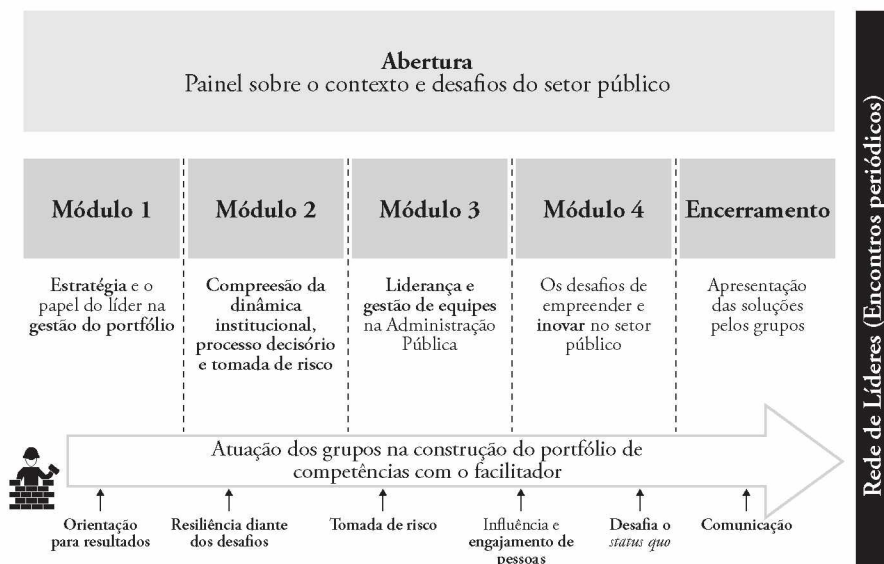 Abertura
Painel sobre o contexto e desafios do setor público
Módulo 1
Módulo 2
Módulo 3
Módulo 4
Encerramento
Estratégia e o
papel do líder na
gestão do portfólio
Compreesão da
dinâmica
institucional,
processo decisório
e tomada de risco
Liderança e
gestão de equipes
na Administração
Pública
Os desafios de
empreender e
inovar no setor
público
Apresentação
das soluções
pelos grupos
Atuação dos grupos na construção do portfólio de
competências com o facilitador
Orientação
para resultados
Resiliência diante
dos desafios
Tomada de risco
Influência e
engajamento de
pessoas
Desafia o
status quo
Comunicação
Rede de Líderes (Encontros periódicos)